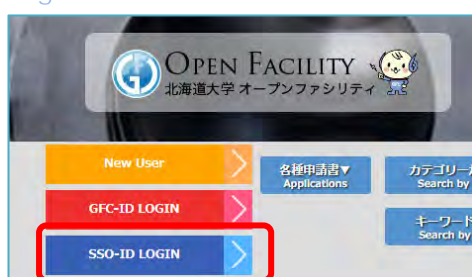 OPEN FACILITY
北海道大学 オープンファシリティ
New User
各種申請書▼
Applications
カテゴリー
Search by
GFC-ID LOGIN
キーワード
Search by
SSO-ID LOGIN